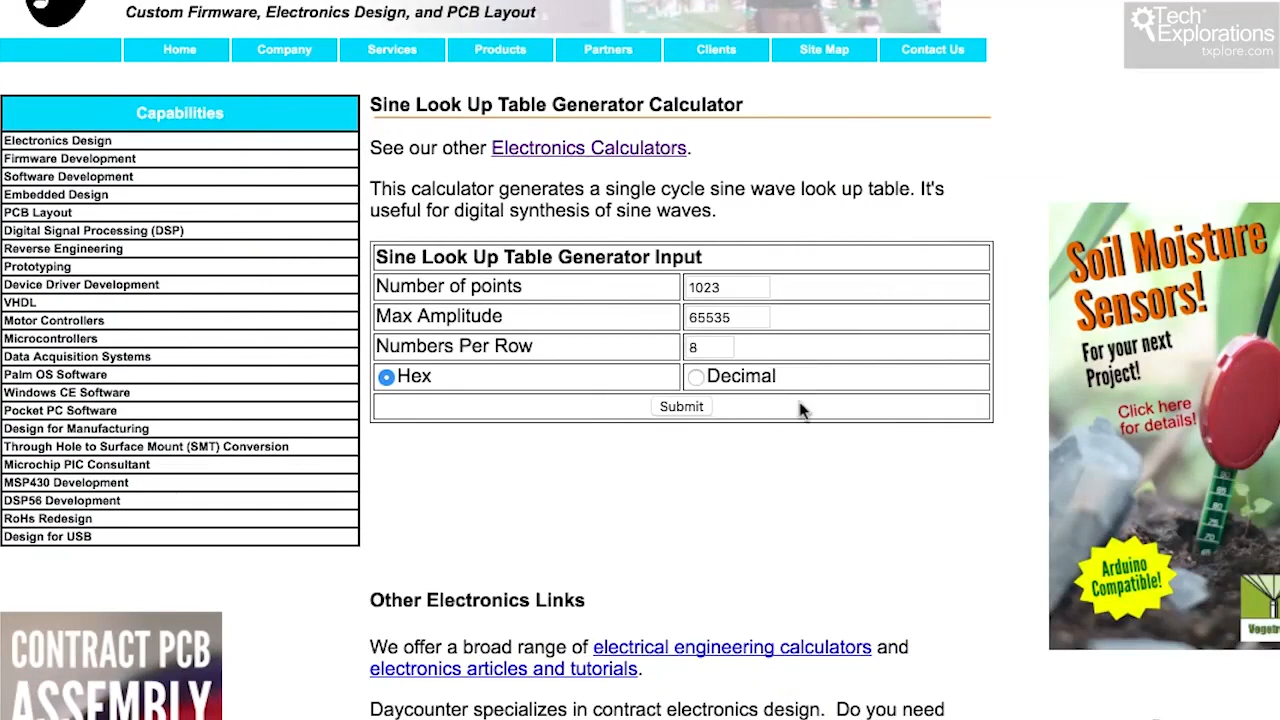 Custom Firmware, Electronics Design, and PCB Layout
Tech
Explorations
txplore.com
Home
Company
Services
Products
Partners
Clients
Site Map
Contact Us
Capabilities
Electronics Design
Firmware Development
Software Development
Embedded Design
PCB Layout
Digital Signal Processing (DSP)
Reverse Engineering
Prototyping
Device Driver Development
VHDL
Motor Controllers
Microcontrollers
Data Acquisition Systems
Palm OS Software
Windows CE Software
Pocket PC Software
Design for Manufacturing
Through Hole to Surface Mount (SMT) Conversion
Microchip PIC Consultant
MSP430 Development
DSP56 Development
RoHs Redesign
Design for USB
CONTRACT PCB
ASSEMBLY
Sine Look Up Table Generator Calculator
See our other Electronics Calculators.
This calculator generates a single cycle sine wave look up table. It's
useful for digital synthesis of sine waves.
Sine Look Up Table Generator Input
Number of points 1023
Max Amplitude 65535
Numbers Per Row 8
Hex Decimal
Submit
Other Electronics Links
We offer a broad range of electrical engineering calculators and
electronics articles and tutorials.
Daycounter specializes in contract electronics design. Do you need
Soil Moisture
Sensors!
For your next
Project!
Click here
for details!
Arduino
Compatible!